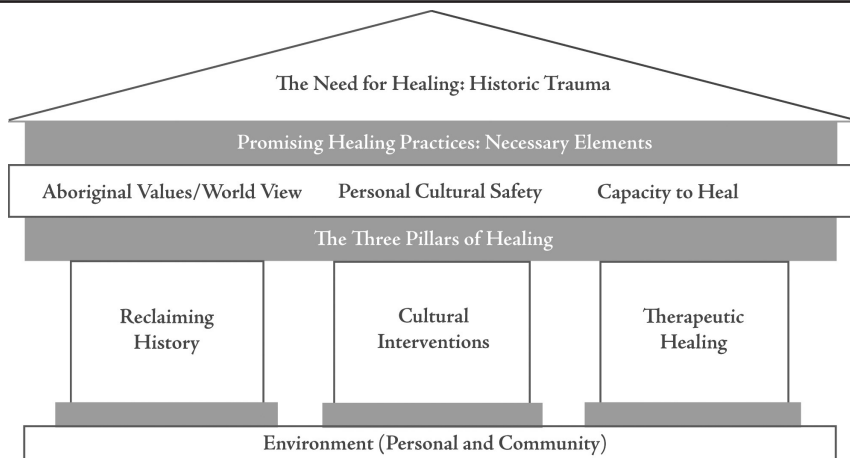 The Need for Healing: Historic Trauma
Promising Healing Practices: Necessary Elements
Aboriginal Values/World View Personal Cultural Safety Capacity to Heal
The Three Pillars of Healing
Reclaiming
History
Cultural
Interventions
Therapeutic
Healing
Environment (Personal and Community)